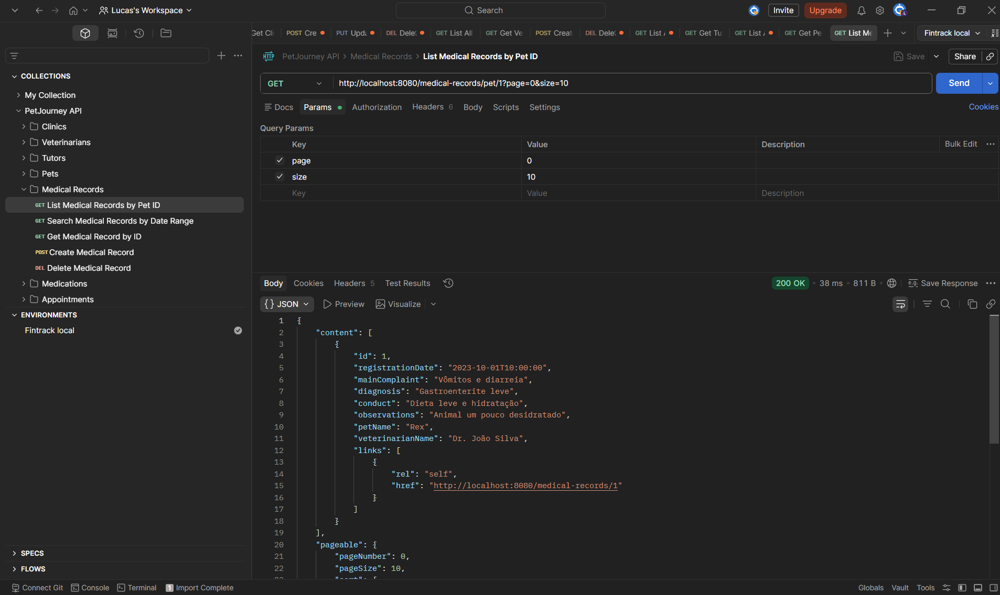 Lucas's Workspace
Search
Invite
Upgrade
L
Get Cli
POST Cre
PUT Upda
DEL Delet
GET List All
GET Get Ve
POST Creat
DEL Delet
GET List
GET Get Tu
GET List
GET Get Pe
GET List Me
Fintrack local
HTTP PetJourney API > Medical Records > List Medical Records by Pet ID
Save
Share
GET http://localhost:8080/medical-records/pet/1?page=0&size=10
Send
Docs Params Authorization Headers 6 Body Scripts Settings
Cookies
Query Params
Key Value Description Bulk Edit
page 0
size 10
Key Value Description
COLLECTIONS
My Collection
PetJourney API
Clinics
Veterinarians
Tutors
Pets
Medical Records
GET List Medical Records by Pet ID
GET Search Medical Records by Date Range
GET Get Medical Record by ID
POST Create Medical Record
DEL Delete Medical Record
Medications
Appointments
ENVIRONMENTS
Fintrack local
SPECS
FLOWS
Body Cookies Headers 5 Test Results
200 OK • 38 ms • 811 B • e.g. Save Response
{} JSON Preview Visualize
1 {
2 "content": [
3 {
4 "id": 1,
5 "registrationDate": "2023-10-01T10:00:00",
6 "mainComplaint": "Vômitos e diarreia",
7 "diagnosis": "Gastroenterite leve",
8 "conduct": "Dieta leve e hidratação",
9 "observations": "Animal um pouco desidratado",
10 "petName": "Rex",
11 "veterinarianName": "Dr. João Silva",
12 "links": [
13 {
14 "rel": "self",
15 "href": "http://localhost:8080/medical-records/1"
16 }
17 ]
18 }
19 ],
20 "pageable": {
21 "pageNumber": 0,
22 "pageSize": 10,
Connect Git Console Terminal 1 Import Complete
Globals Vault Tools